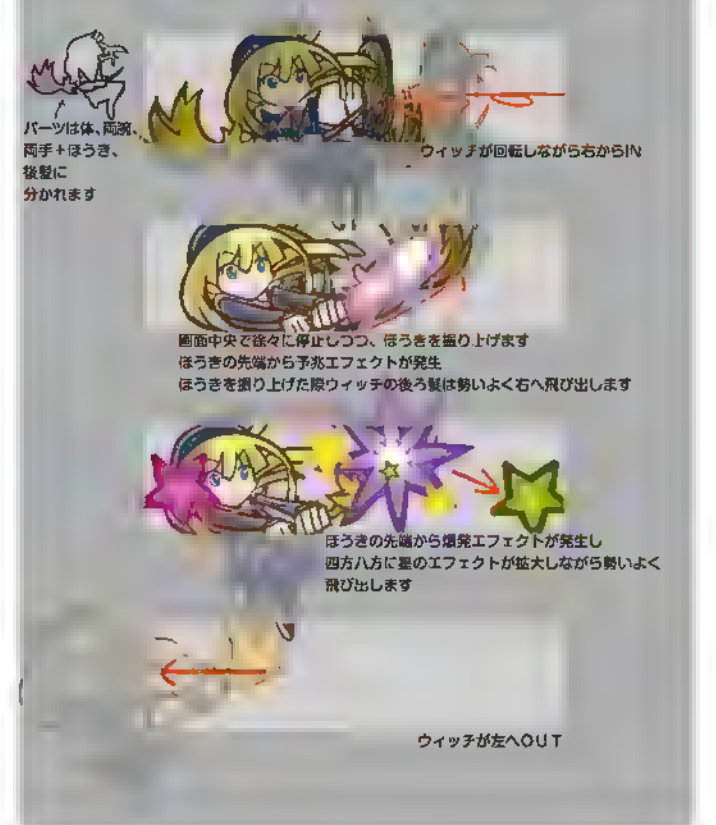 パーツは体、両腕、
両手+ほうき、
後髪に
分かれます
ウィッチが回転しながら右からIN
画面中央で徐々に停止しつつ、ほうきを振り上げます
ほうきの先端から予兆エフェクトが発生
ほうきを振り上げた際ウィッチの後ろ髪は勢いよく右へ飛び出します
ほうきの先端から爆発エフェクトが発生し
四方八方に星のエフェクトが拡大しながら勢いよく
飛び出します
ウィッチが左へOUT